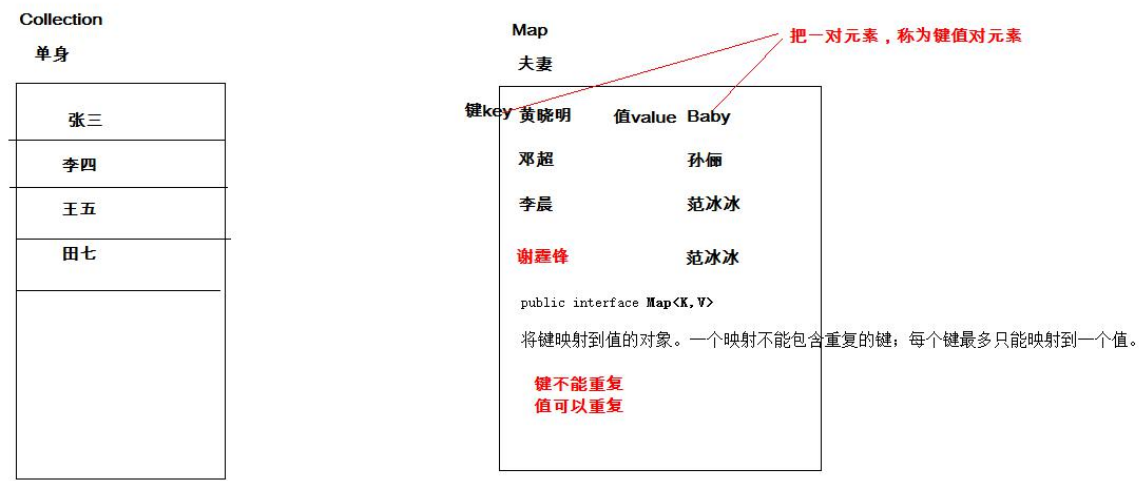 Collection
单身
张三
李四
王五
田七
Map
夫妻
把一对元素，称为键值对元素
键key 黄晓明 值value Baby
邓超 孙俪
李晨 范冰冰
谢霆锋 范冰冰
public interface Map<K,V>
将键映射到值的对象。一个映射不能包含重复的键；每个键最多只能映射到一个值。
键不能重复
值可以重复